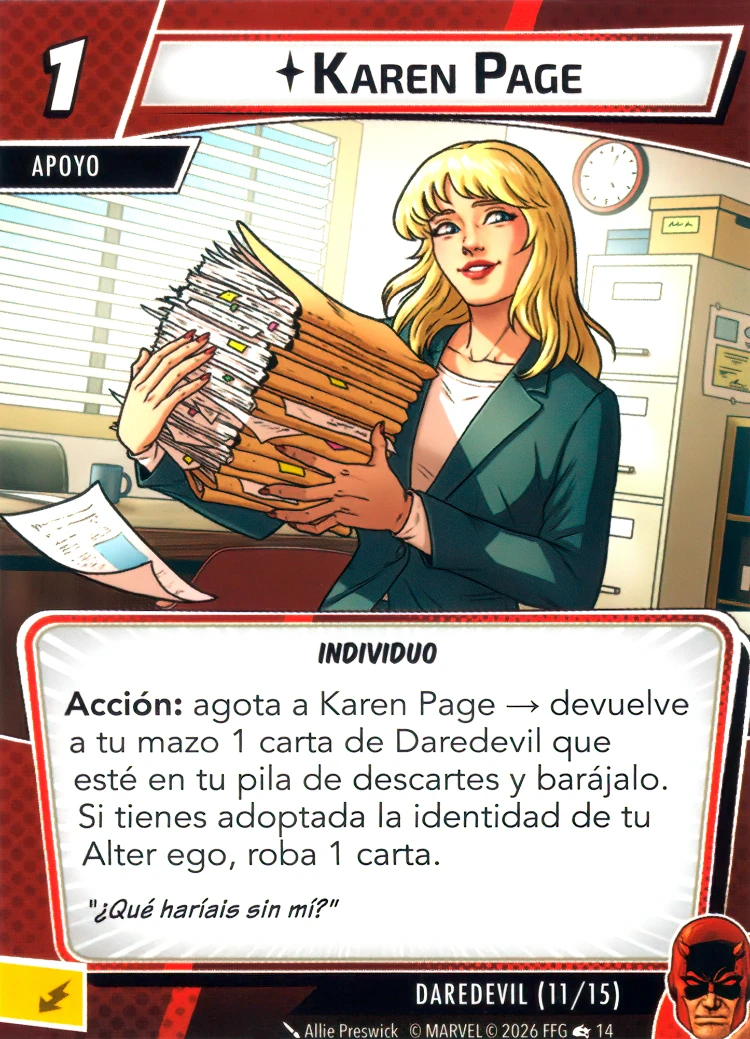 1
✦KAREN PAGE
APOYO
INDIVIDUO
Acción: agota a Karen Page → devuelve
a tu mazo 1 carta de Daredevil que
esté en tu pila de descartes y barájalo.
Si tienes adoptada la identidad de tu
Alter ego, roba 1 carta.
"¿Qué haríais sin mí?"
DAREDEVIL (11/15)
Allie Preswick © MARVEL © 2026 FFG 14